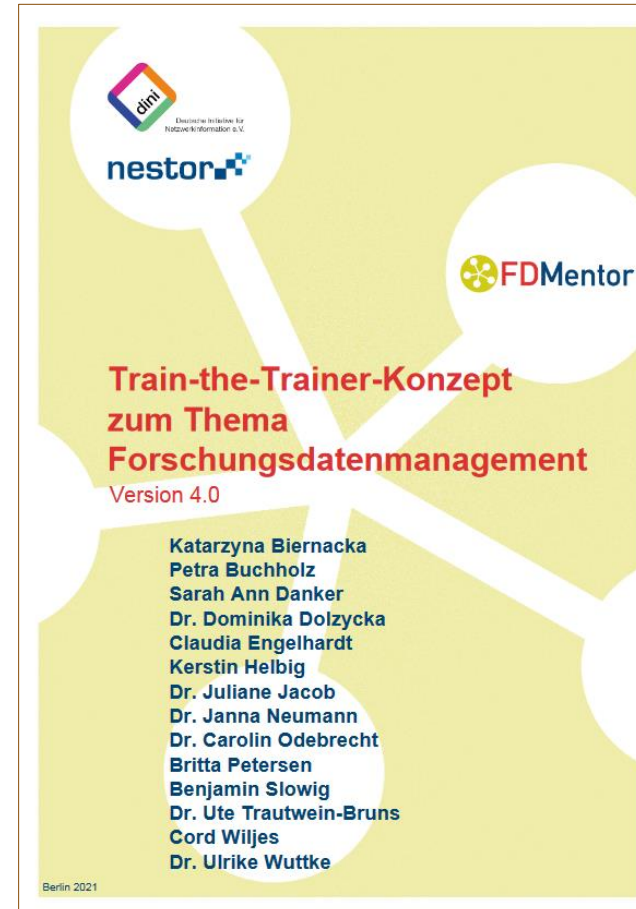 dini
Deutsche Initiative für
Netzwerkinformation e.V.
nestor
FDMentor
Train-the-Trainer-Konzept
zum Thema
Forschungsdatenmanagement
Version 4.0
Katarzyna Biernacka
Petra Buchholz
Sarah Ann Danker
Dr. Dominika Dolzycka
Claudia Engelhardt
Kerstin Helbig
Dr. Juliane Jacob
Dr. Janna Neumann
Dr. Carolin Odebrecht
Britta Petersen
Benjamin Slowig
Dr. Ute Trautwein-Bruns
Cord Wiljes
Dr. Ulrike Wuttke
Berlin 2021